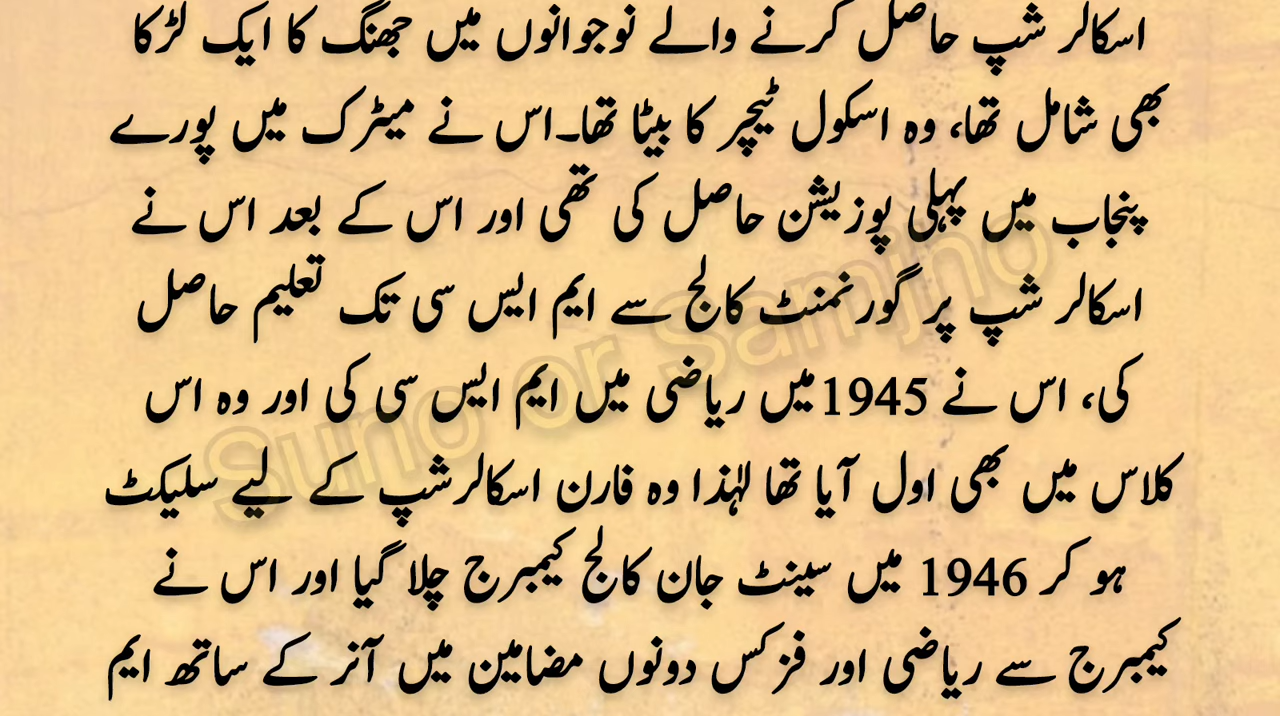 اسکالر شپ حاصل کرنے والے نوجوانوں میں جھنگ کا ایک لڑکا
بھی شامل تھا، وہ اسکول ٹیچر کا بیٹا تھا۔اس نے میٹرک میں پورے
پنجاب میں پہلی پوزیشن حاصل کی تھی اور اس کے بعد اس نے
اسکالر شپ پر گورنمنٹ کالج سے ایم ایس سی تک تعلیم حاصل
کی، اس نے 1945میں ریاضی میں ایم ایس سی کی اور وہ اس
کلاس میں بھی اول آیا تھا لہٰذا وہ فارن اسکالرشپ کے لیے سلیکٹ
ہو کر 1946 میں سینٹ جان کالج کیمبرج چلا گیا اور اس نے
کیمبرج سے ریاضی اور فزکس دونوں مضامین میں آنر کے ساتھ ایم
Suno or Samjho